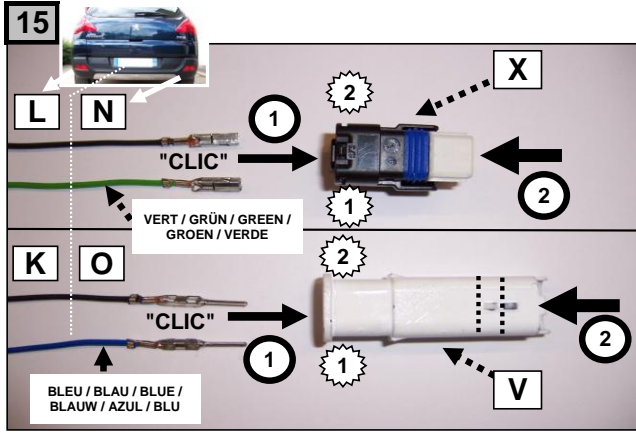 15
X
L
N
1
2
"CLIC"
1
2
VERT / GRÜN / GREEN /
GROEN / VERDE
K
O
2
"CLIC"
1
1
2
BLEU / BLAU / BLUE /
BLAUW / AZUL / BLU
V